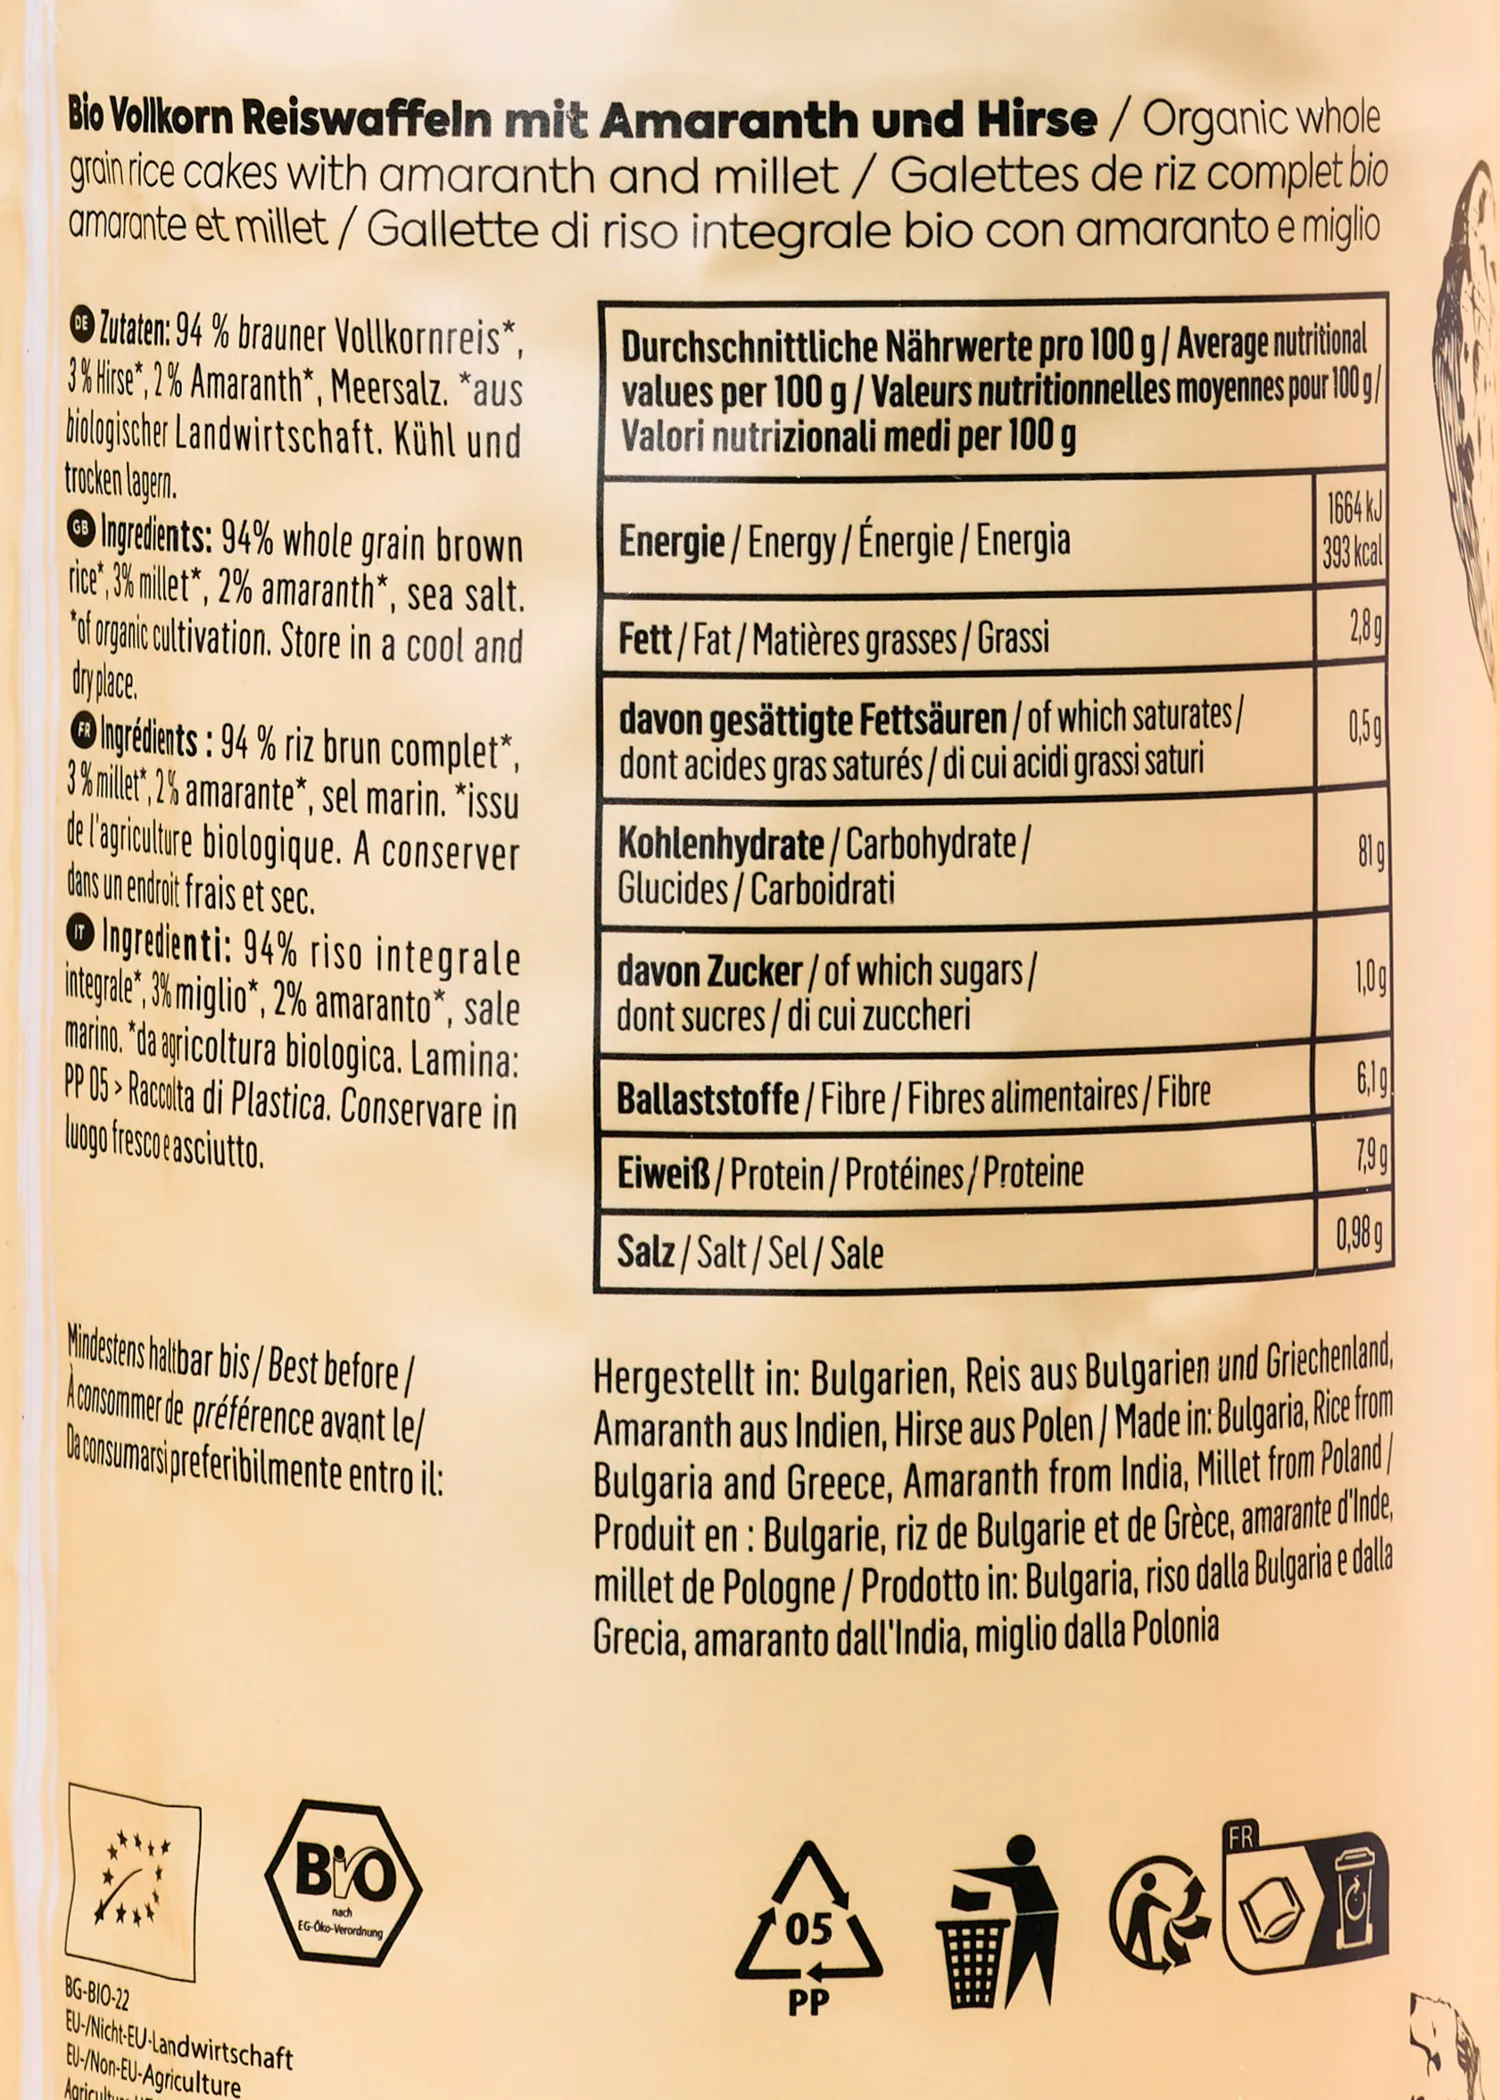 Bio Vollkorn Reiswaffeln mit Amaranth und Hirse / Organic whole
grain rice cakes with amaranth and millet / Galettes de riz complet bio
amarante et millet / Gallette di riso integrale bio con amaranto e miglio
DE Zutaten: 94 % brauner Vollkornreis*,
3 % Hirse*, 2 % Amaranth*, Meersalz. *aus
biologischer Landwirtschaft. Kühl und
trocken lagern.
GB Ingredients: 94% whole grain brown
rice*, 3% millet*, 2% amaranth*, sea salt.
*of organic cultivation. Store in a cool and
dry place.
FR Ingrédients : 94 % riz brun complet*,
3 % millet*, 2 % amarante*, sel marin. *issu
de l'agriculture biologique. A conserver
dans un endroit frais et sec.
IT Ingredienti: 94% riso integrale
integrale*, 3% miglio*, 2% amaranto*, sale
marino. *da agricoltura biologica. Lamina:
PP 05 > Raccolta di Plastica. Conservare in
luogo fresco e asciutto.
Durchschnittliche Nährwerte pro 100 g / Average nutritional
values per 100 g / Valeurs nutritionnelles moyennes pour 100 g /
Valori nutrizionali medi per 100 g
Energie / Energy / Énergie / Energia
1664 kJ
393 kcal
Fett / Fat / Matières grasses / Grassi
2,8 g
davon gesättigte Fettsäuren / of which saturates /
dont acides gras saturés / di cui acidi grassi saturi
0,5 g
Kohlenhydrate / Carbohydrate /
Glucides / Carboidrati
81 g
davon Zucker / of which sugars /
dont sucres / di cui zuccheri
1,0 g
Ballaststoffe / Fibre / Fibres alimentaires / Fibre
6,1 g
Eiweiß / Protein / Protéines / Proteine
7,9 g
Salz / Salt / Sel / Sale
0,98 g
Mindestens haltbar bis / Best before /
À consommer de préférence avant le/
Da consumarsi preferibilmente entro il:
Hergestellt in: Bulgarien, Reis aus Bulgarien und Griechenland,
Amaranth aus Indien, Hirse aus Polen / Made in: Bulgaria, Rice from
Bulgaria and Greece, Amaranth from India, Millet from Poland /
Produit en : Bulgarie, riz de Bulgarie et de Grèce, amarante d'Inde,
millet de Pologne / Prodotto in: Bulgaria, riso dalla Bulgaria e dalla
Grecia, amaranto dall'India, miglio dalla Polonia
BIO
nach
EG-Öko-Verordnung
05
PP
FR
BG-BIO-22
EU-/Nicht-EU-Landwirtschaft
EU-/Non-EU-Agriculture